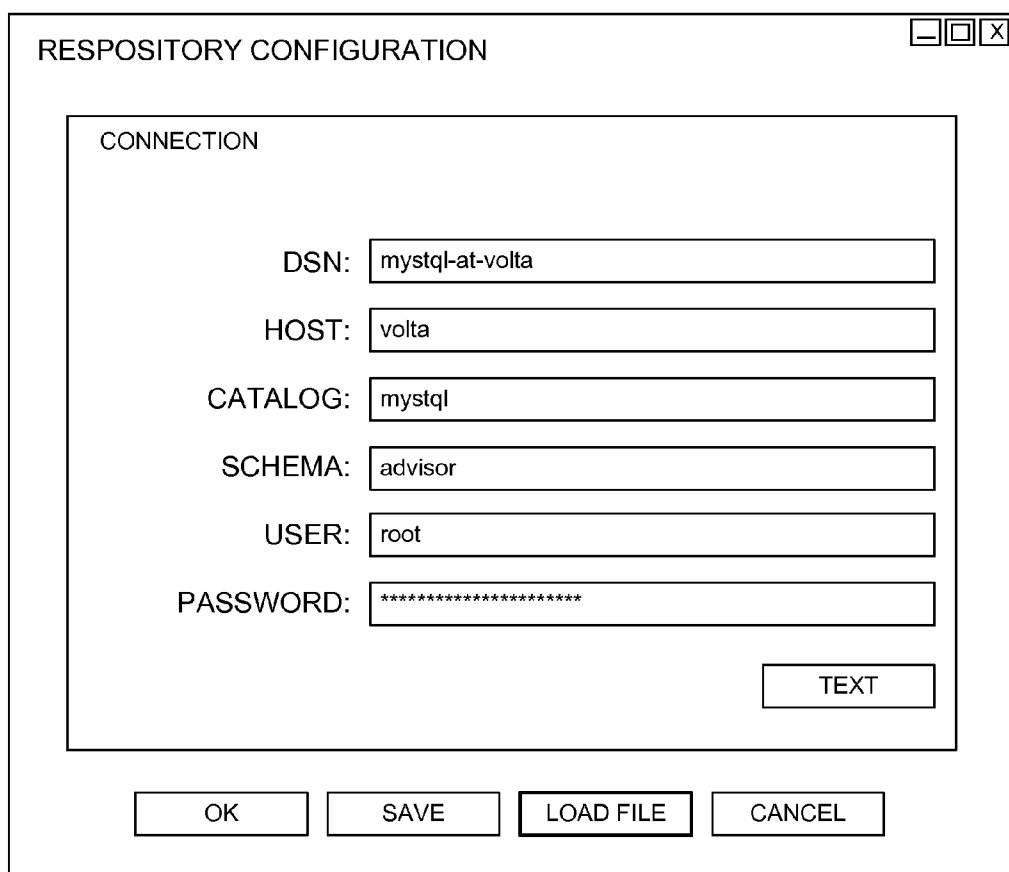 RESPOSITORY CONFIGURATION
X
CONNECTION
DSN: mystql-at-volta
HOST: volta
CATALOG: mystql
SCHEMA: advisor
USER: root
PASSWORD: **********************
TEXT
OK SAVE LOAD FILE CANCEL